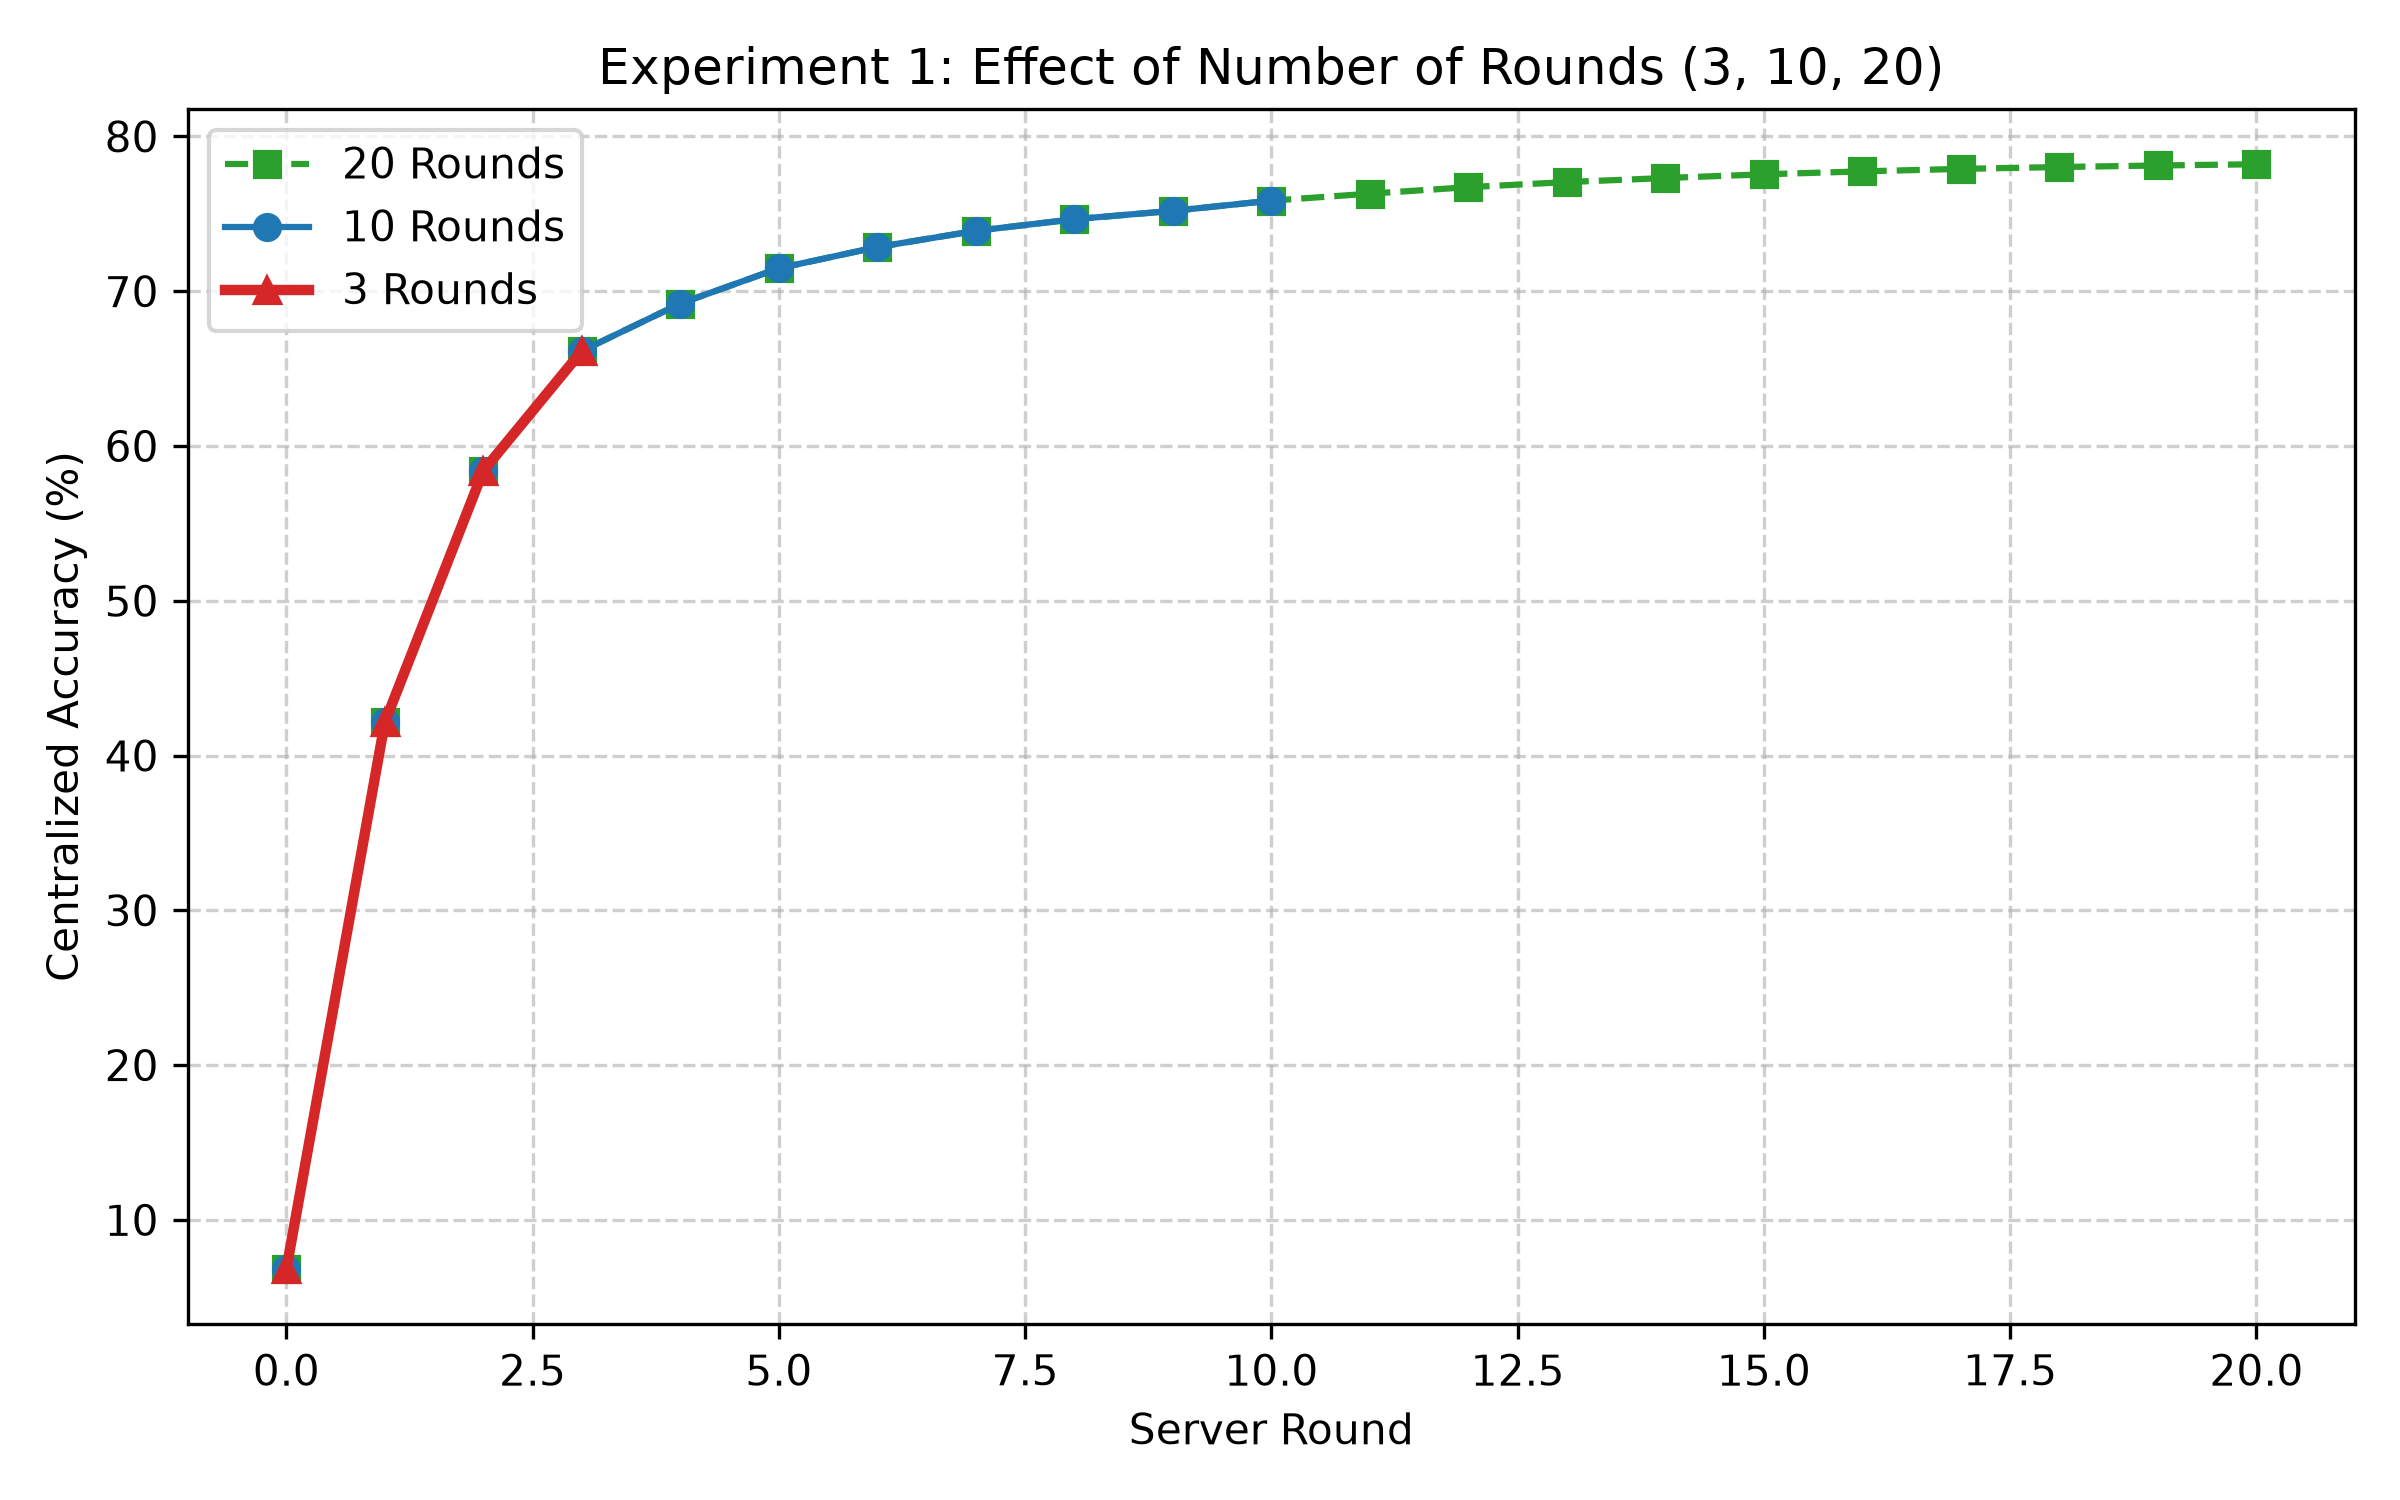 Experiment 1: Effect of Number of Rounds (3, 10, 20)
20 Rounds
10 Rounds
3 Rounds
Centralized Accuracy (%)
80
70
60
50
40
30
20
10
0.0 2.5 5.0 7.5 10.0 12.5 15.0 17.5 20.0
Server Round